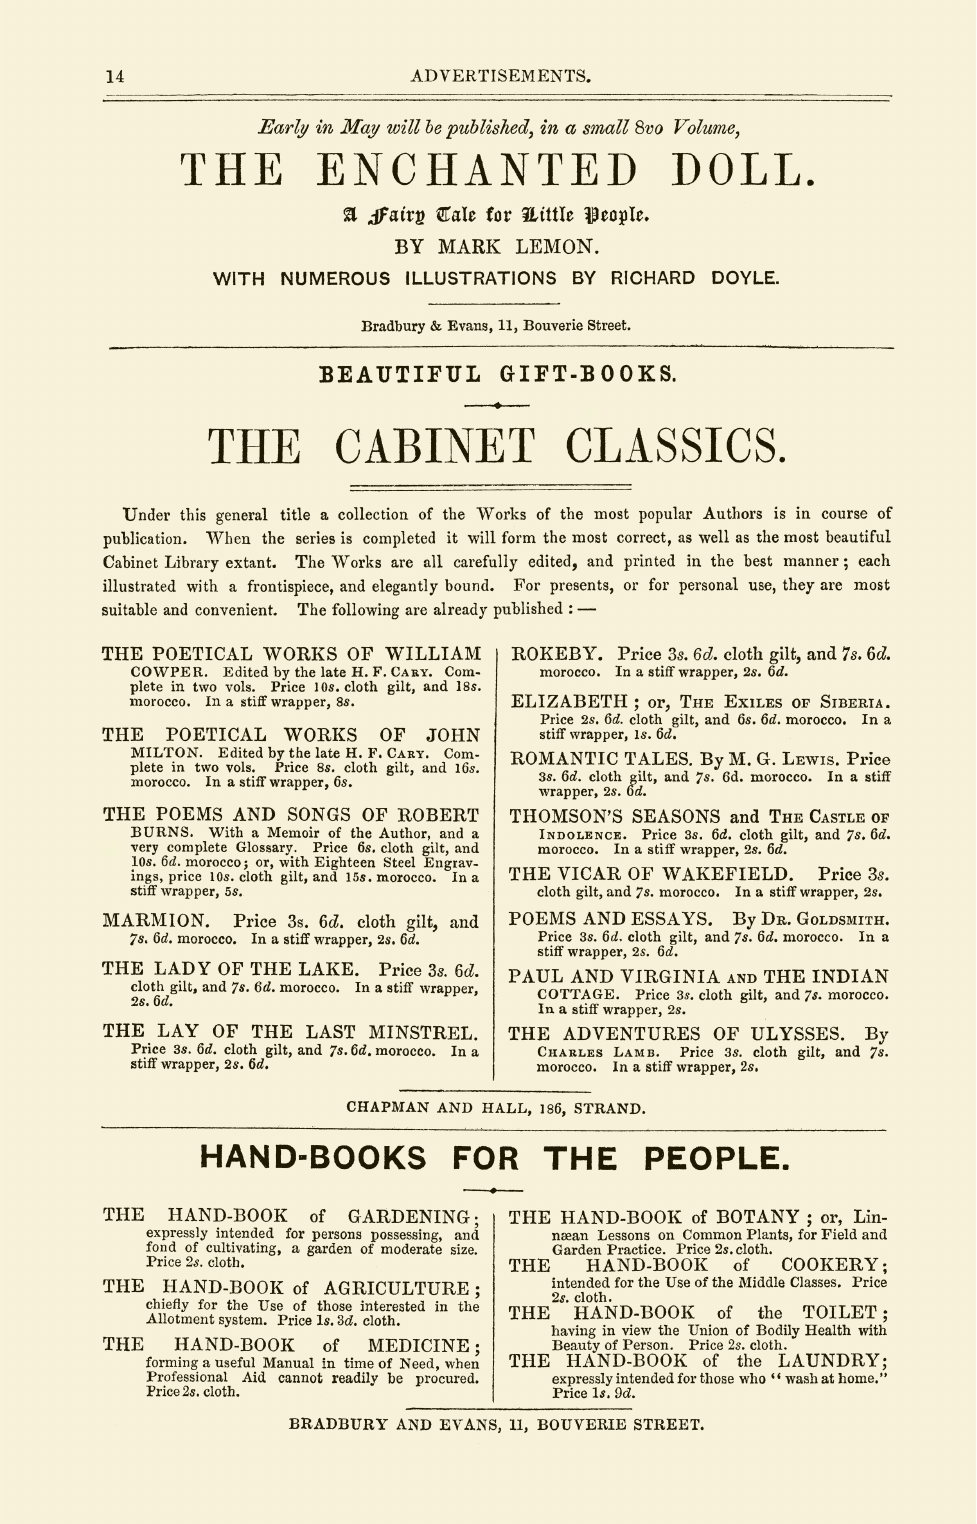 14
ADVERTISEMENTS.
Early in May will be published, in a small 8vo Volume,
THE ENCHANTED DOLL.
A Fairy Tale for Little People.
BY MARK LEMON.
WITH NUMEROUS ILLUSTRATIONS BY RICHARD DOYLE.
Bradbury & Evans, 11, Bouverie Street.
BEAUTIFUL GIFT-BOOKS.
THE CABINET CLASSICS.
Under this general title a collection of the Works of the most popular Authors is in course of
publication. When the series is completed it will form the most correct, as well as the most beautiful
Cabinet Library extant. The Works are all carefully edited, and printed in the best manner; each
illustrated with a frontispiece, and elegantly bound. For presents, or for personal use, they are most
suitable and convenient. The following are already published :—
THE POETICAL WORKS OF WILLIAM
COWPER. Edited by the late H. F. CARY. Com-
plete in two vols. Price 10s. cloth gilt, and 18s.
morocco. In a stiff wrapper, 8s.
THE POETICAL WORKS OF JOHN
MILTON. Edited by the late H. F. CARY. Com-
plete in two vols. Price 8s. cloth gilt, and 16s.
morocco. In a stiff wrapper, 6s.
THE POEMS AND SONGS OF ROBERT
BURNS. With a Memoir of the Author, and a
very complete Glossary. Price 6s. cloth gilt, and
10s. 6d. morocco; or, with Eighteen Steel Engrav-
ings, price 10s. cloth gilt, and 15s. morocco. In a
stiff wrapper, 5s.
MARMION. Price 3s. 6d. cloth gilt, and
7s. 6d. morocco. In a stiff wrapper, 2s. 6d.
THE LADY OF THE LAKE. Price 3s. 6d.
cloth gilt, and 7s. 6d. morocco. In a stiff wrapper,
2s. 6d.
THE LAY OF THE LAST MINSTREL.
Price 3s. 6d. cloth gilt, and 7s. 6d. morocco. In a
stiff wrapper, 2s. 6d.
ROKEBY. Price 3s. 6d. cloth gilt, and 7s. 6d.
morocco. In a stiff wrapper, 2s. 6d.
ELIZABETH; or, THE EXILES OF SIBERIA.
Price 2s. 6d. cloth gilt, and 6s. 6d. morocco. In a
stiff wrapper, 1s. 6d.
ROMANTIC TALES. By M. G. LEWIS. Price
3s. 6d. cloth gilt, and 7s. 6d. morocco. In a stiff
wrapper, 2s. 6d.
THOMSON'S SEASONS and THE CASTLE OF
INDOLENCE. Price 3s. 6d. cloth gilt, and 7s. 6d.
morocco. In a stiff wrapper, 2s. 6d.
THE VICAR OF WAKEFIELD. Price 3s.
cloth gilt, and 7s. morocco. In a stiff wrapper, 2s.
POEMS AND ESSAYS. By DR. GOLDSMITH.
Price 3s. 6d. cloth gilt, and 7s. 6d. morocco. In a
stiff wrapper, 2s. 6d.
PAUL AND VIRGINIA AND THE INDIAN
COTTAGE. Price 3s. cloth gilt, and 7s. morocco.
In a stiff wrapper, 2s.
THE ADVENTURES OF ULYSSES. By
CHARLES LAMB. Price 3s. cloth gilt, and 7s.
morocco. In a stiff wrapper, 2s.
CHAPMAN AND HALL, 186, STRAND.
HAND-BOOKS FOR THE PEOPLE.
THE HAND-BOOK of GARDENING;
expressly intended for persons possessing, and
fond of cultivating, a garden of moderate size.
Price 2s. cloth.
THE HAND-BOOK of AGRICULTURE;
chiefly for the Use of those interested in the
Allotment system. Price 1s. 3d. cloth.
THE HAND-BOOK of MEDICINE;
forming a useful Manual in time of Need, when
Professional Aid cannot readily be procured.
Price 2s. cloth.
THE HAND-BOOK of BOTANY; or, Lin-
næan Lessons on Common Plants, for Field and
Garden Practice. Price 2s. cloth.
THE HAND-BOOK of COOKERY;
intended for the Use of the Middle Classes. Price
2s. cloth.
THE HAND-BOOK of the TOILET;
having in view the Union of Bodily Health with
Beauty of Person. Price 2s. cloth.
THE HAND-BOOK of the LAUNDRY;
expressly intended for those who "wash at home."
Price 1s. 9d.
BRADBURY AND EVANS, 11, BOUVERIE STREET.